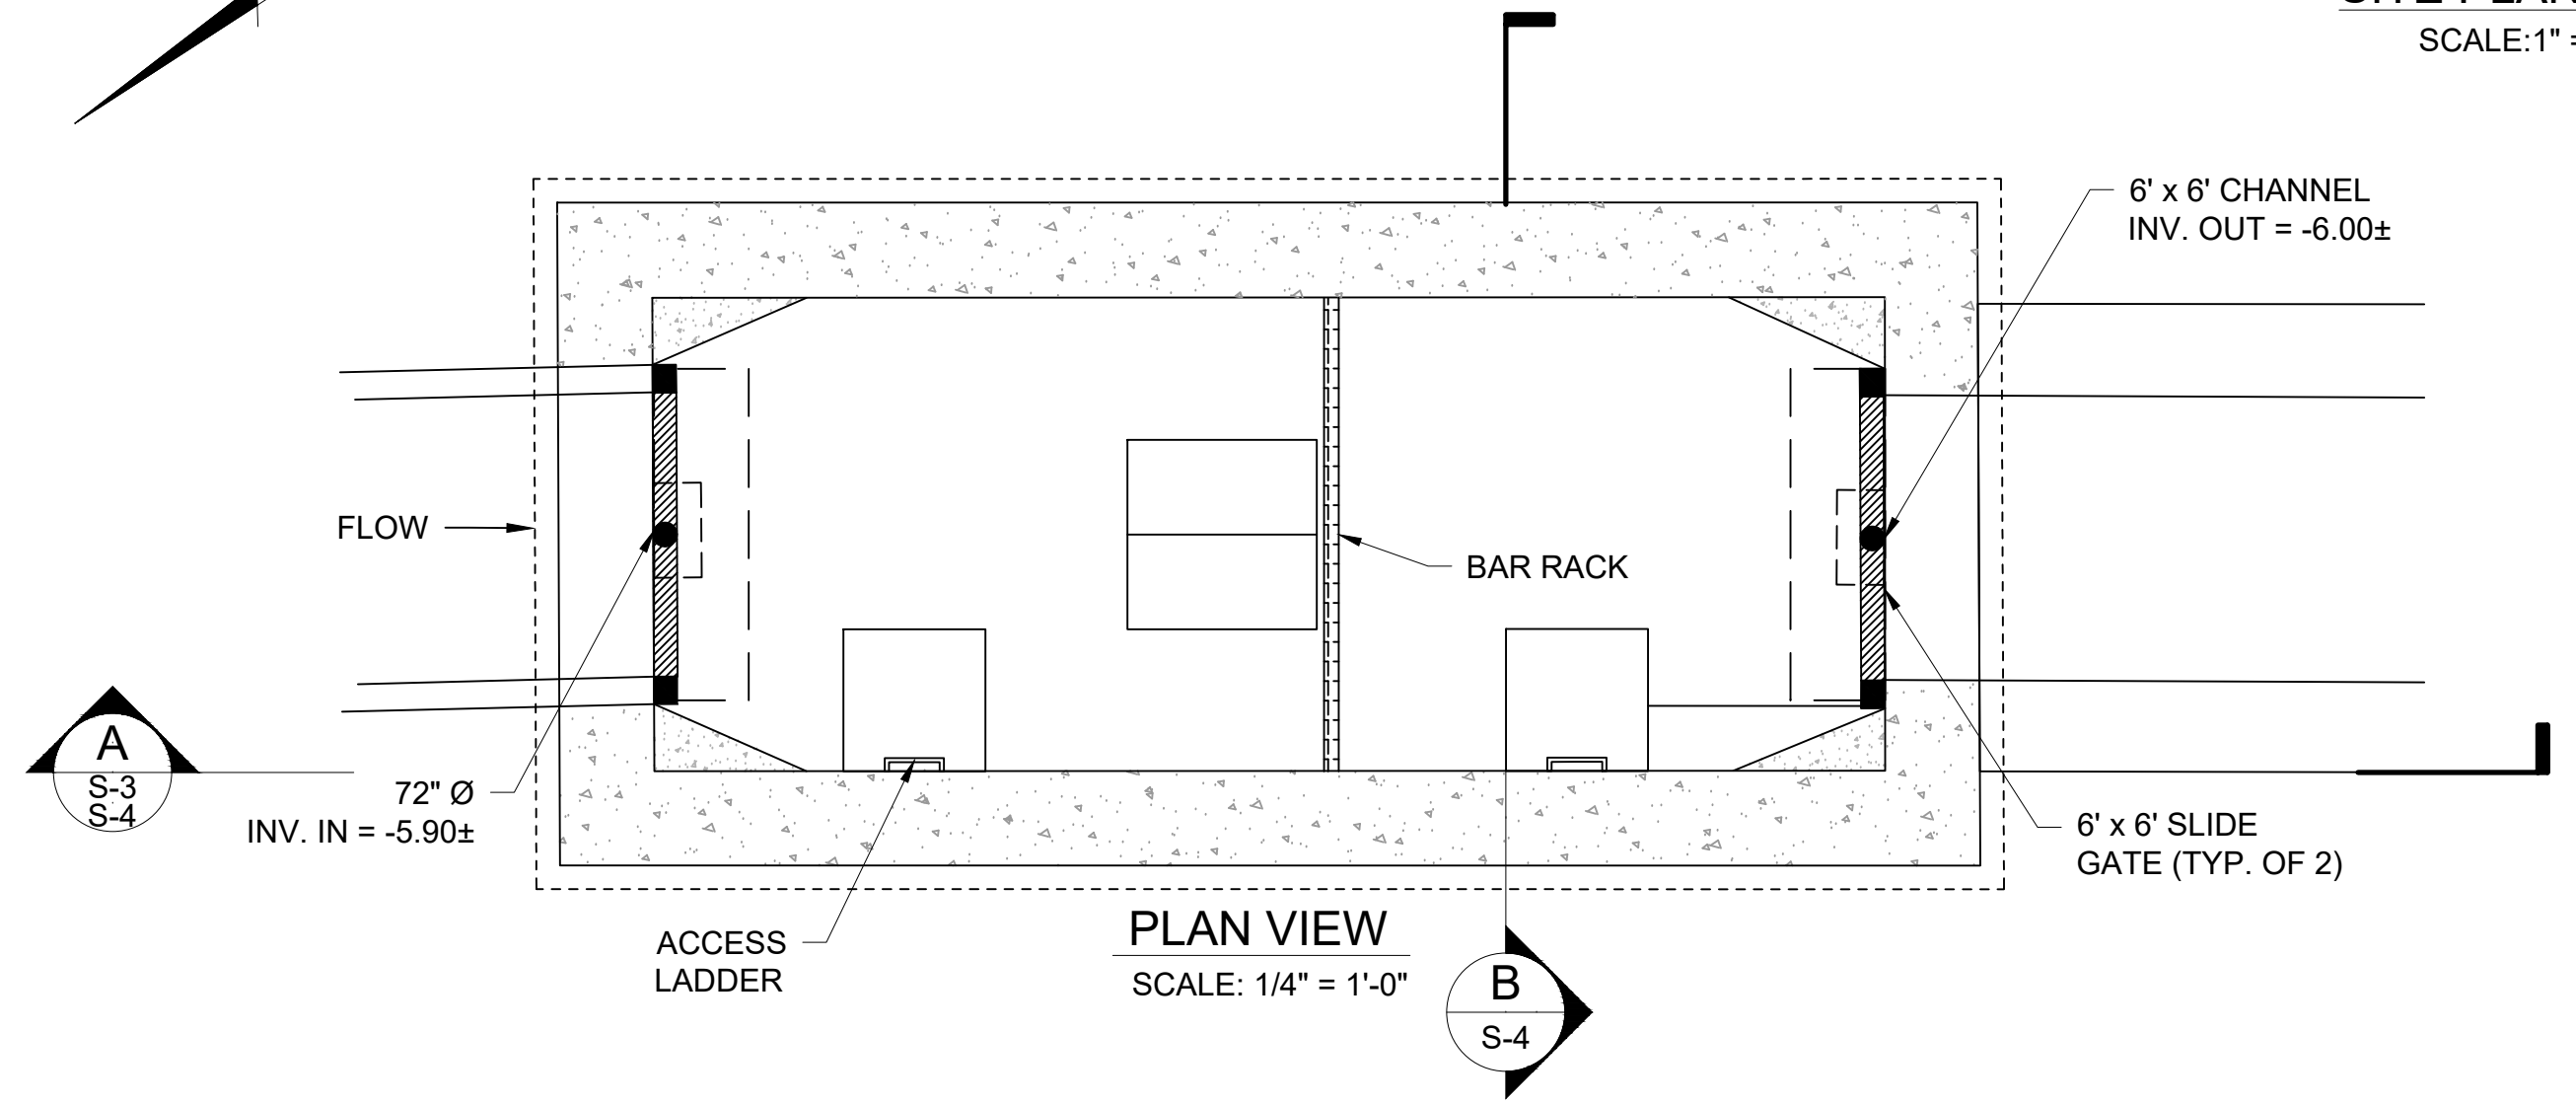 SCALE:1" =
6' x 6' CHANNEL
INV. OUT = -6.00±
FLOW
BAR RACK
A
S-3
S-4
72" Ø
INV. IN = -5.90±
6' x 6' SLIDE
GATE (TYP. OF 2)
ACCESS
LADDER
PLAN VIEW
SCALE: 1/4" = 1'-0"
B
S-4